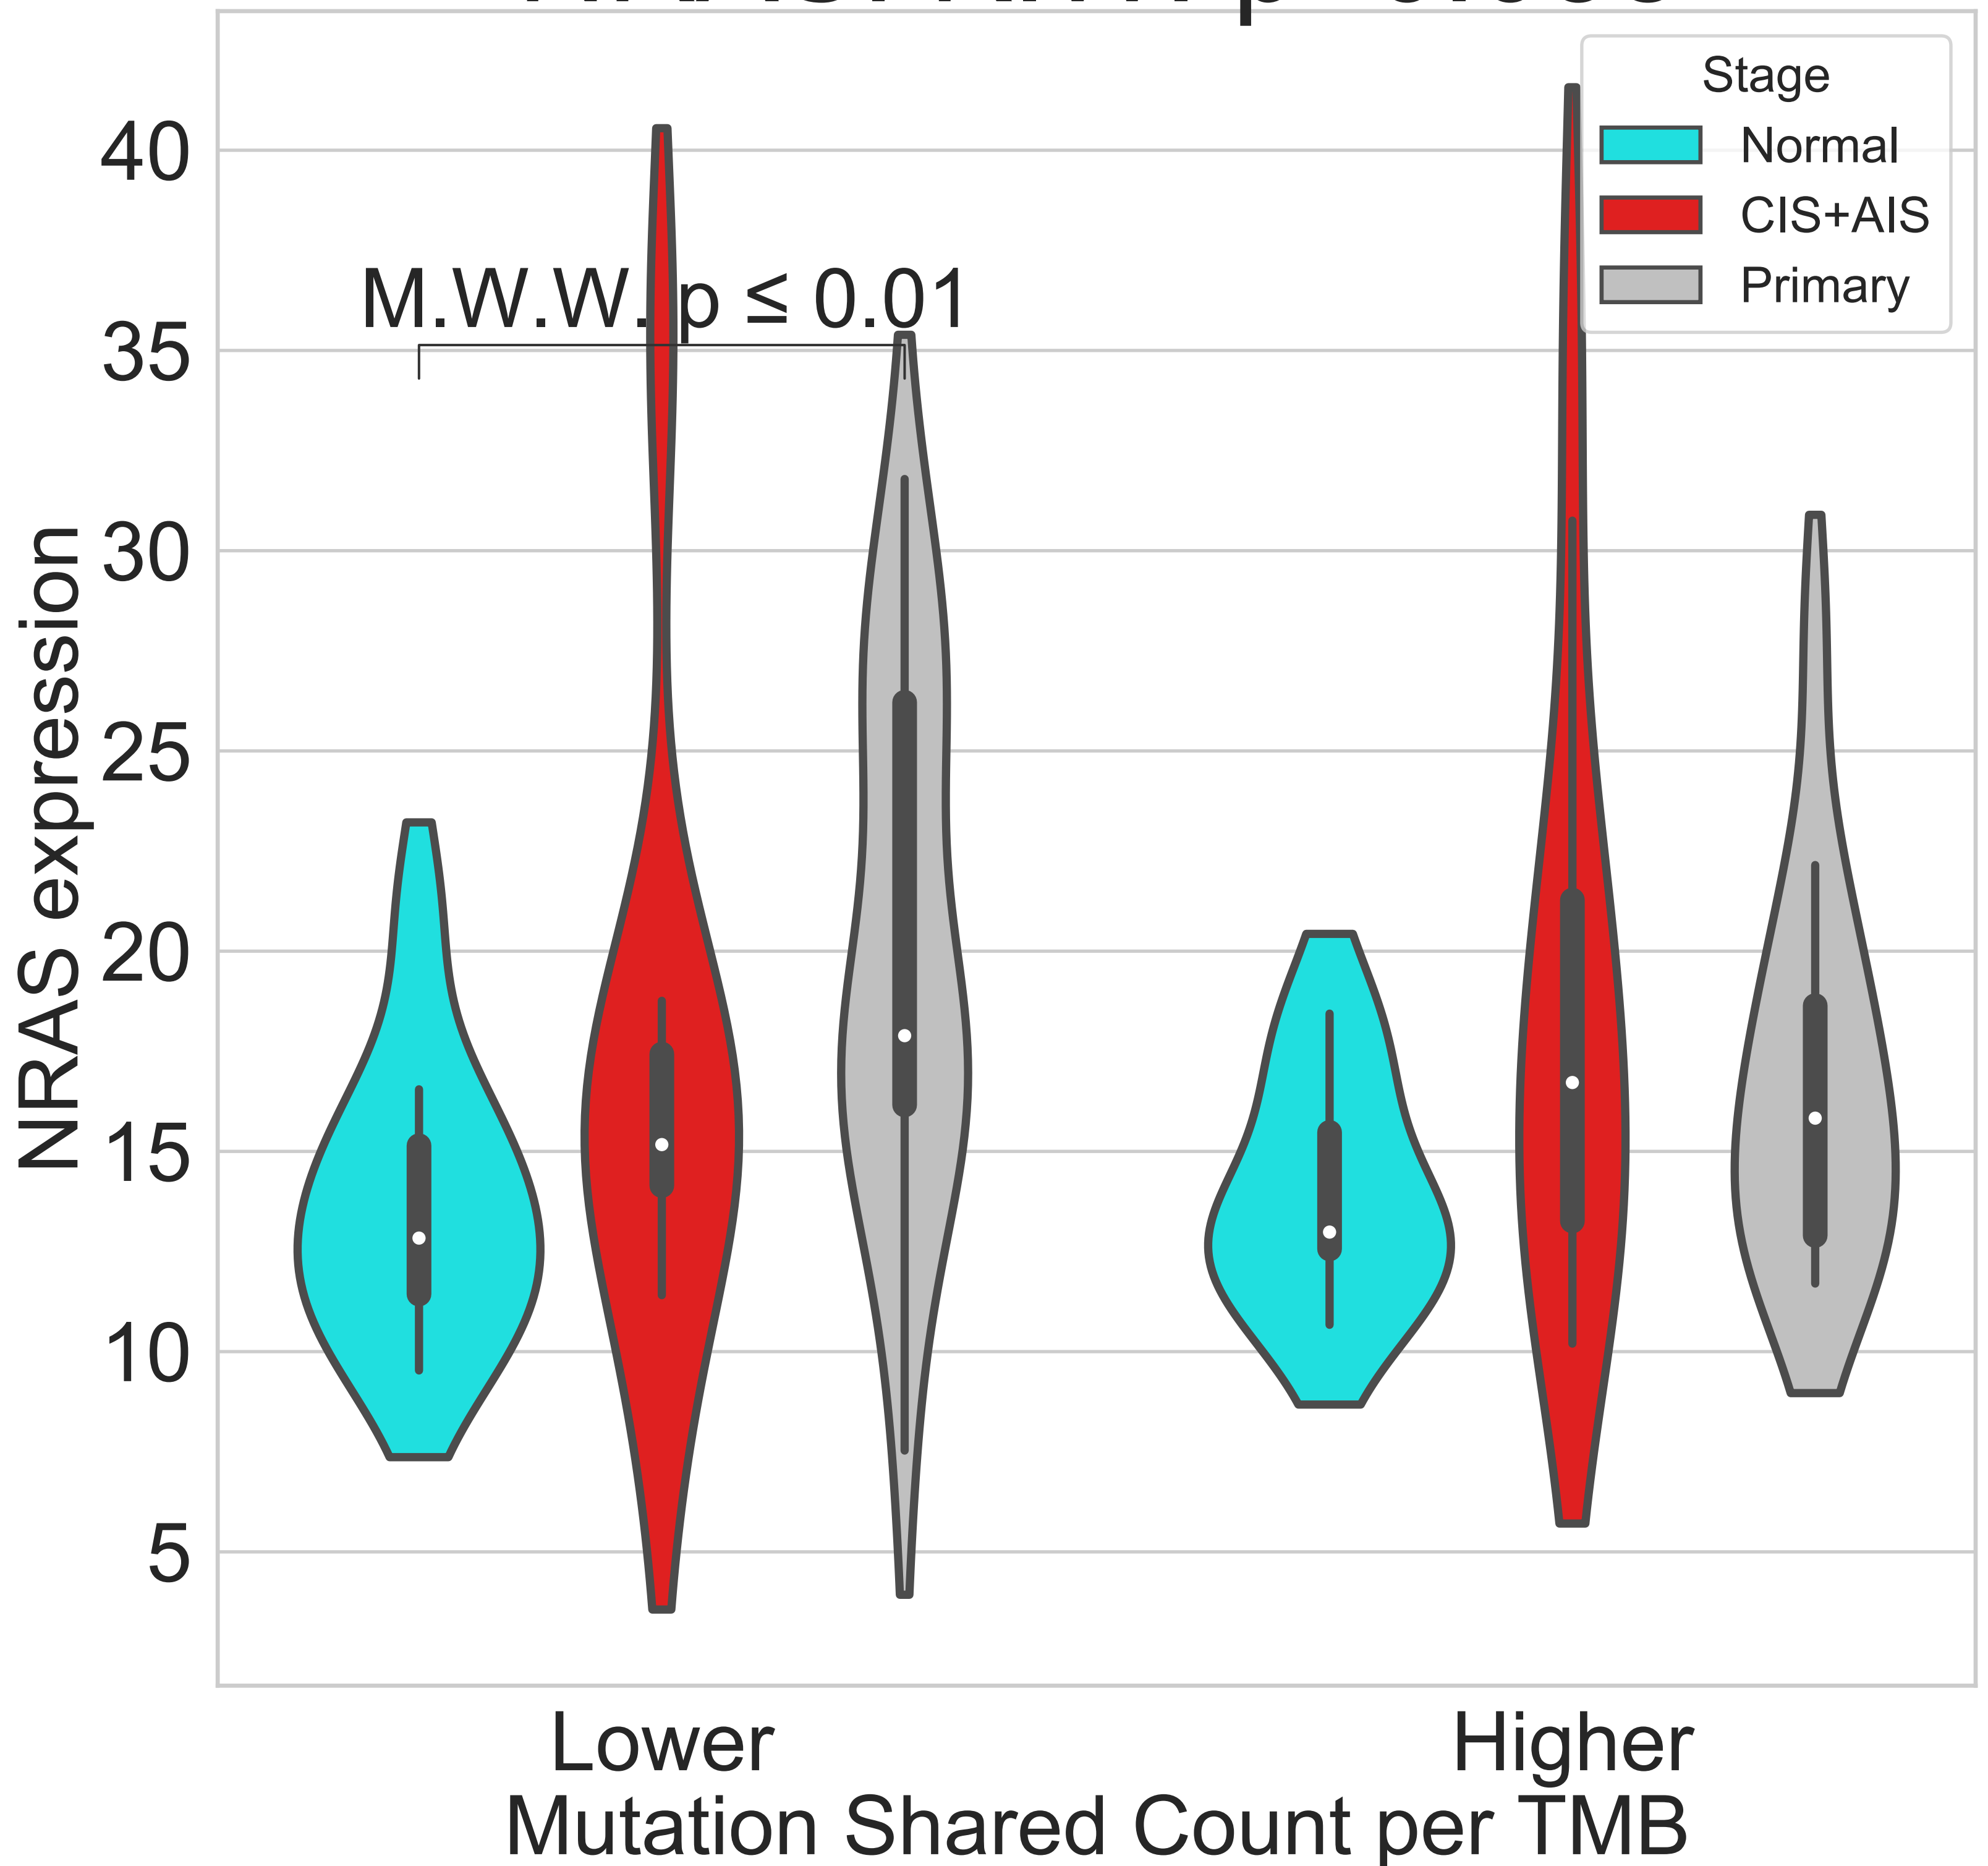 Stage
Normal
CIS+AIS
Primary
M.W.W. p ≤ 0.01
40
35
30
25
20
15
10
5
NRAS expression
Lower
Higher
Mutation Shared Count per TMB